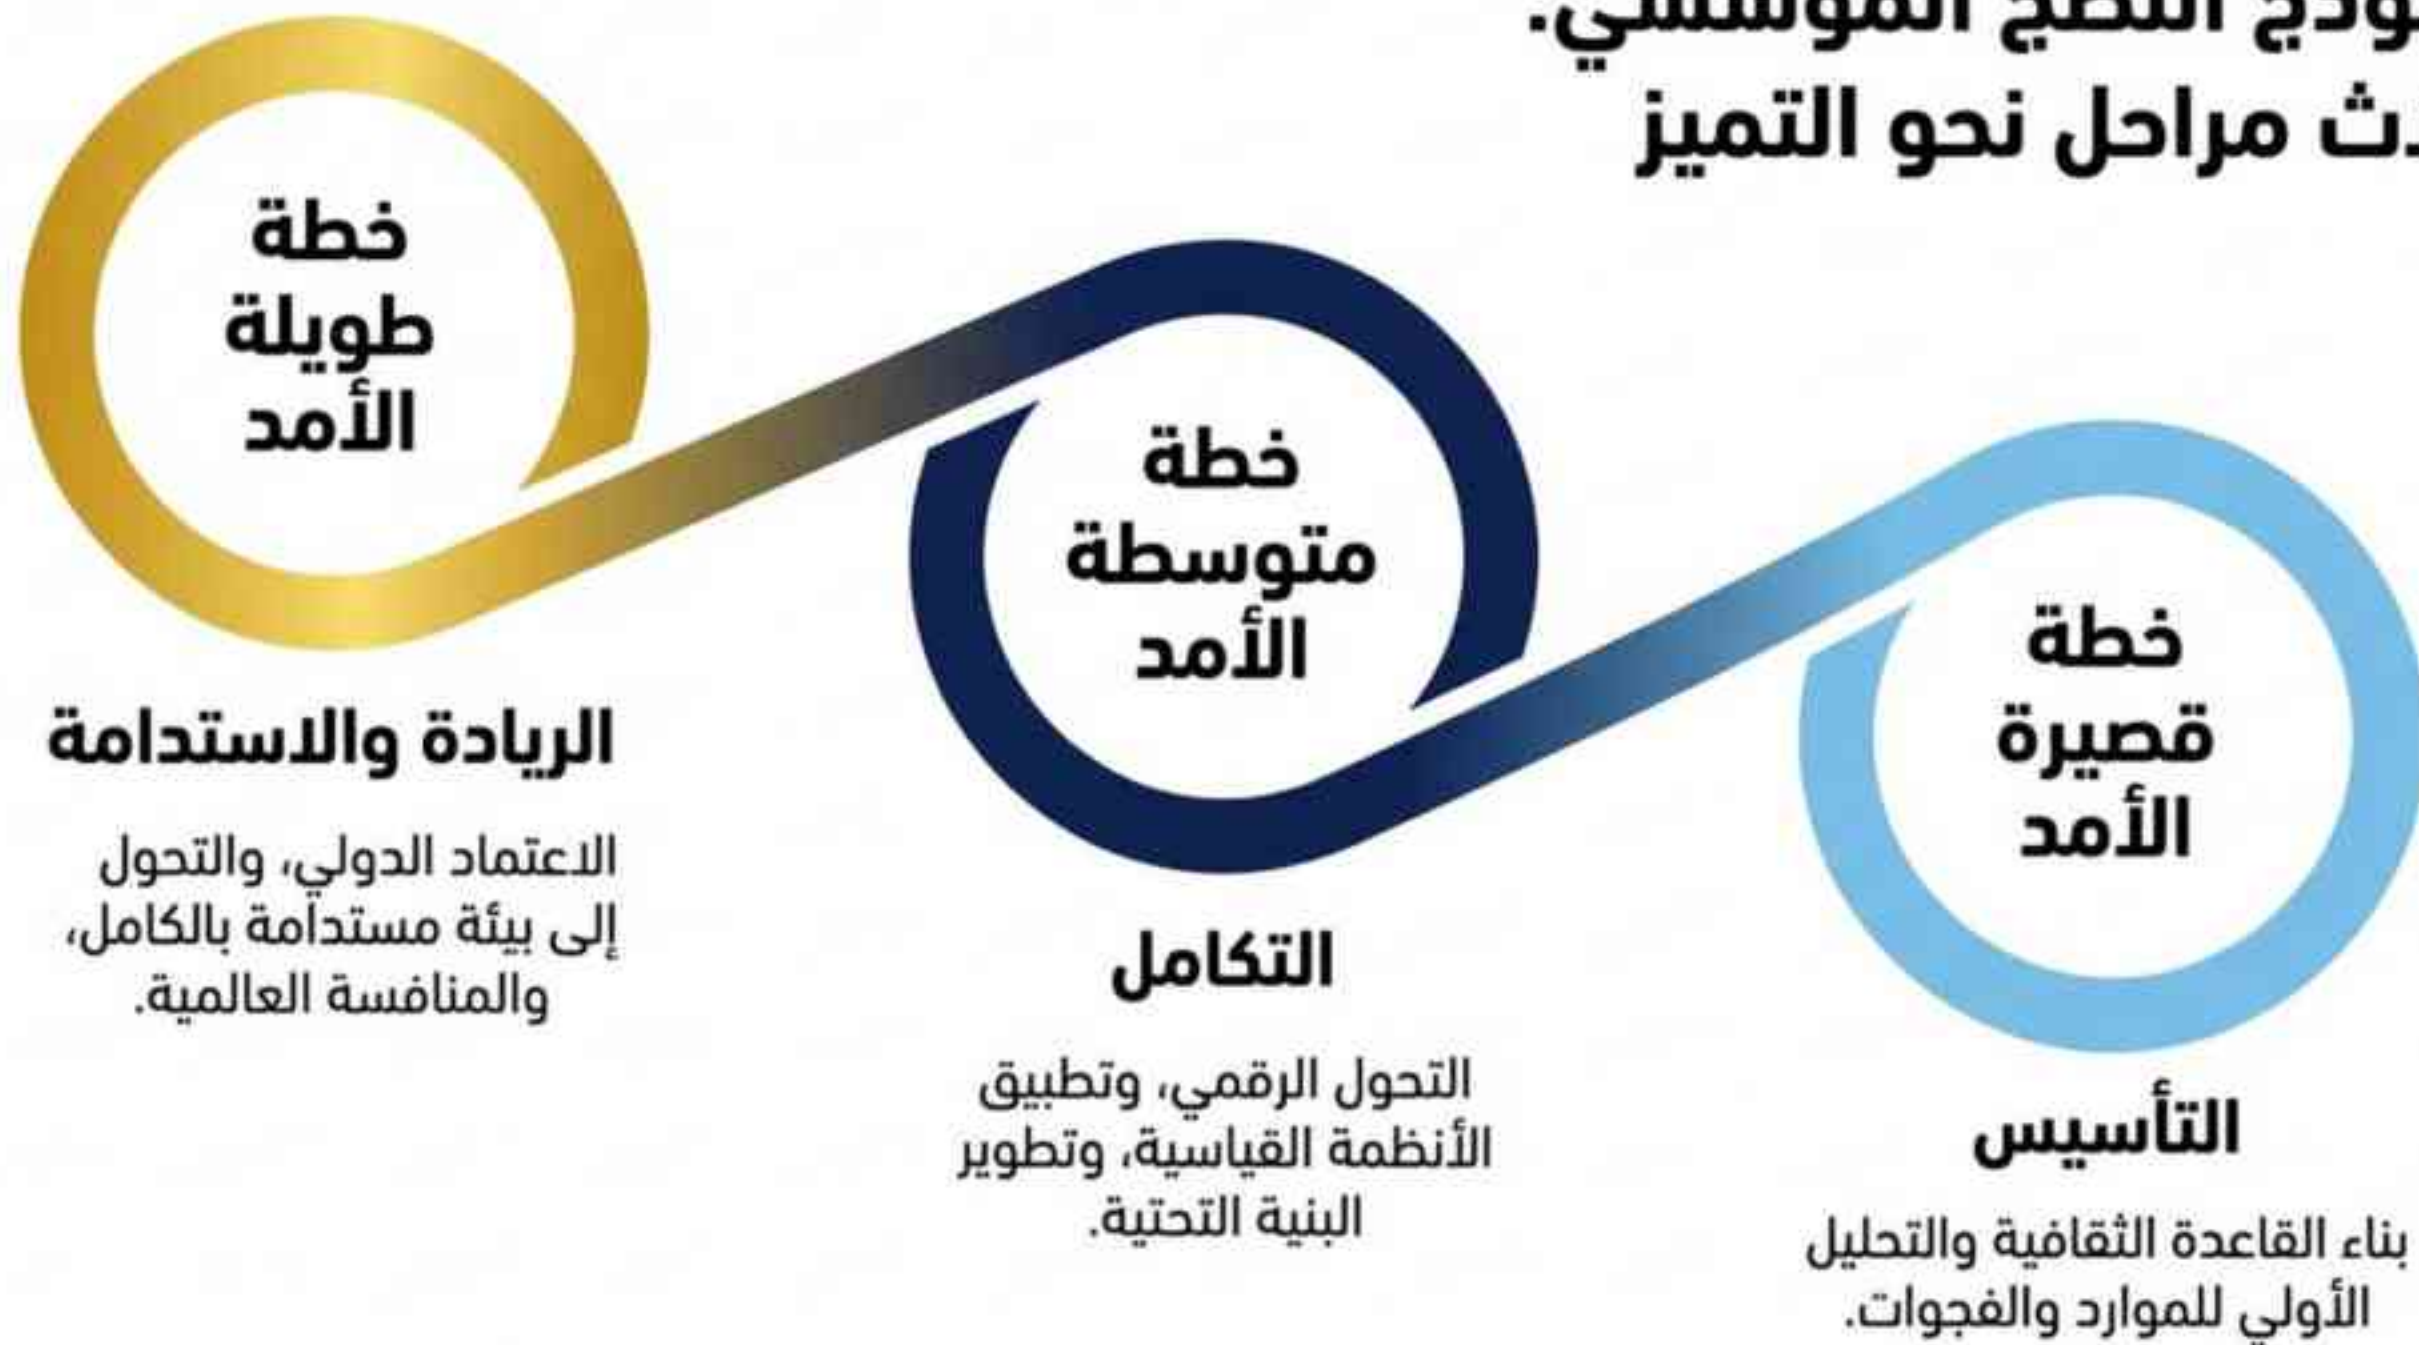 النضج المؤسسي:
مراحل نحو التميز
خطة
قصيرة
الأمد
التأسيس
بناء القاعدة الثقافية والتحليل
الأولي للموارد والفجوات.
خطة
متوسطة
الأمد
التكامل
التحول الرقمي، وتطبيق
الأنظمة القياسية، وتطوير
البنية التحتية.
خطة
طويلة
الأمد
الريادة والاستدامة
الاعتماد الدولي، والتحول
إلى بيئة مستدامة بالكامل،
والمنافسة العالمية.